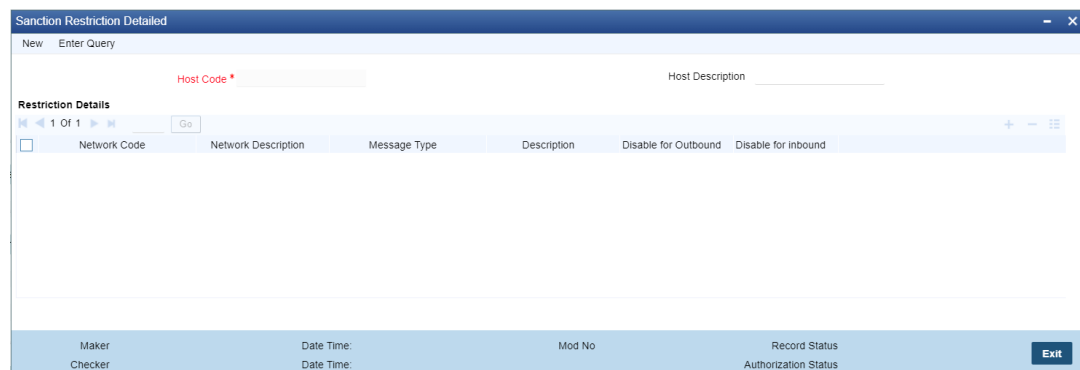 Sanction Restriction Detailed
New Enter Query
Host Code * Host Description
Restriction Details
1 Of 1 Go
Network Code Network Description Message Type Description Disable for Outbound Disable for inbound
Maker Date Time: Mod No Record Status
Checker Date Time: Authorization Status
Exit